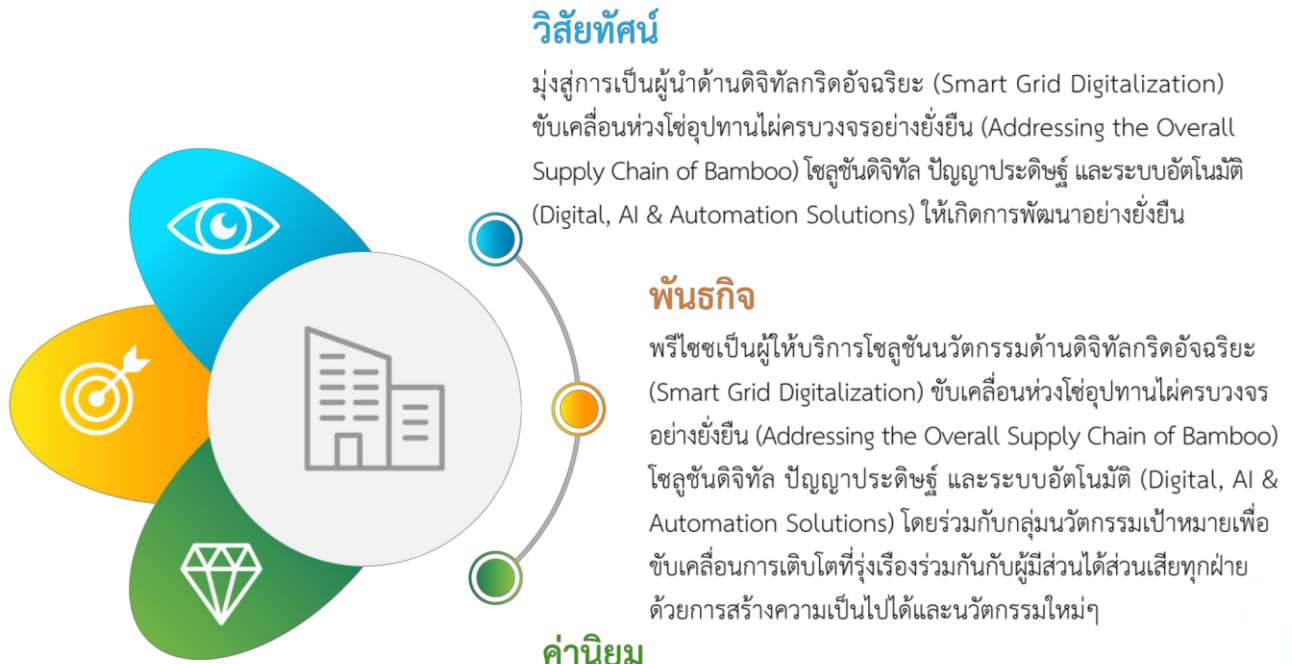 วิสัยทัศน์
มุ่งสู่การเป็นผู้นำด้านดิจิทัลกริดอัจฉริยะ (Smart Grid Digitalization)
ขับเคลื่อนห่วงโซ่อุปทานไผ่ครบวงจรอย่างยั่งยืน (Addressing the Overall
Supply Chain of Bamboo) โซลูชันดิจิทัล ปัญญาประดิษฐ์ และระบบอัตโนมัติ
(Digital, AI & Automation Solutions) ให้เกิดการพัฒนาอย่างยั่งยืน
พันธกิจ
พรีไซซเป็นผู้ให้บริการโซลูชันนวัตกรรมด้านดิจิทัลกริดอัจฉริยะ
(Smart Grid Digitalization) ขับเคลื่อนห่วงโซ่อุปทานไผ่ครบวงจร
อย่างยั่งยืน (Addressing the Overall Supply Chain of Bamboo)
โซลูชันดิจิทัล ปัญญาประดิษฐ์ และระบบอัตโนมัติ (Digital, AI &
Automation Solutions) โดยร่วมกับกลุ่มนวัตกรรมเป้าหมายเพื่อ
ขับเคลื่อนการเติบโตที่รุ่งเรืองร่วมกันกับผู้มีส่วนได้ส่วนเสียทุกฝ่าย
ด้วยการสร้างความเป็นไปได้และนวัตกรรมใหม่ๆ
ค่านิยม